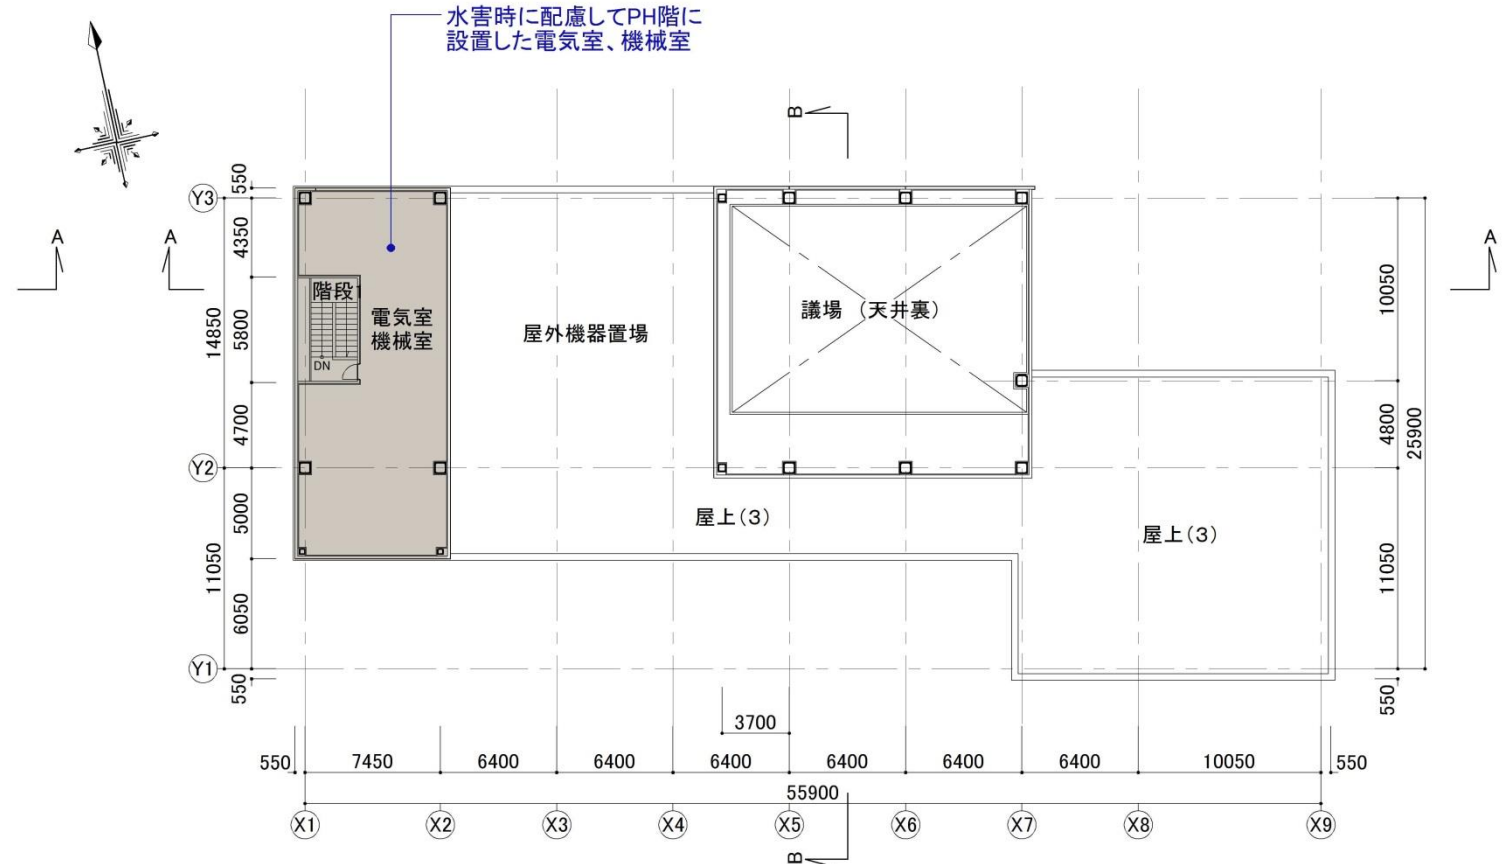 水害時に配慮してPH階に
設置した電気室、機械室
B
550
Y3
A
A
A
4350
14850
5800
4700
Y2
5000
11050
6050
Y1
550
階段1
DN
電気室
機械室
屋外機器置場
議場 (天井裏)
屋上(3)
屋上(3)
10050
4800
25900
11050
550
3700
550
7450
6400
6400
6400
6400
6400
6400
10050
550
55900
X1
X2
X3
X4
X5
X6
X7
X8
X9
B